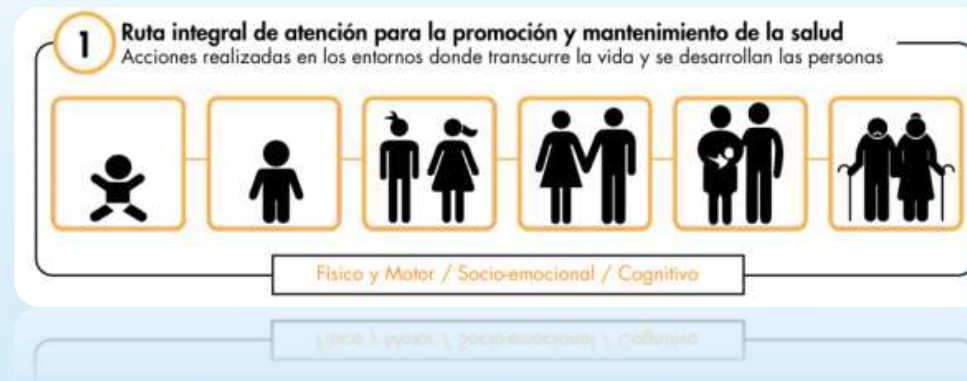 1
Ruta integral de atención para la promoción y mantenimiento de la salud
Acciones realizadas en los entornos donde transcurre la vida y se desarrollan las personas
Físico y Motor / Socio-emocional / Cognitivo